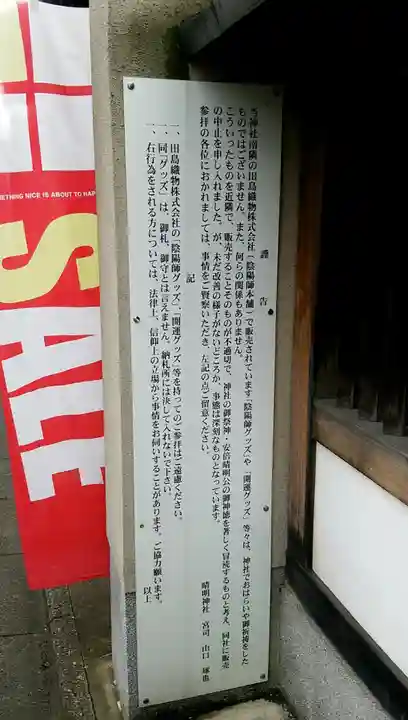 謹告
当神社南隣の田島織物株式会社「陰陽師本舗」で販売されています「陰陽師グッズ」や「開運グッズ」等々は、神社でおはらいや御祈祷をした
ものではございません。また、何らの関係もありません。
こういったものを近隣で、販売することそのものが不適切で、神社の御祭神・安倍晴明公の御神徳を著しく冒涜するものと考え、同社に販売
の中止を申し入れました。が、未だ改善の様子がないどころか、事態は深刻なものとなっています。
参拝の各位におかれましては、事情をご賢察いただき、左記の点ご留意ください。
晴明神社 宮司 山口 琢也
記
一、田島織物株式会社の「陰陽師グッズ」、「開運グッズ」等を持ってのご参拝はご遠慮ください。
一、同「グッズ」は、御札、御守とは言えません。納札所には決して入れないで下さい。
一、右行為をされる方については、法律上、信仰上の立場から事情をお伺いすることがあります。ご協力願います。
以上
METHING NICE IS ABOUT TO HAP
SALE